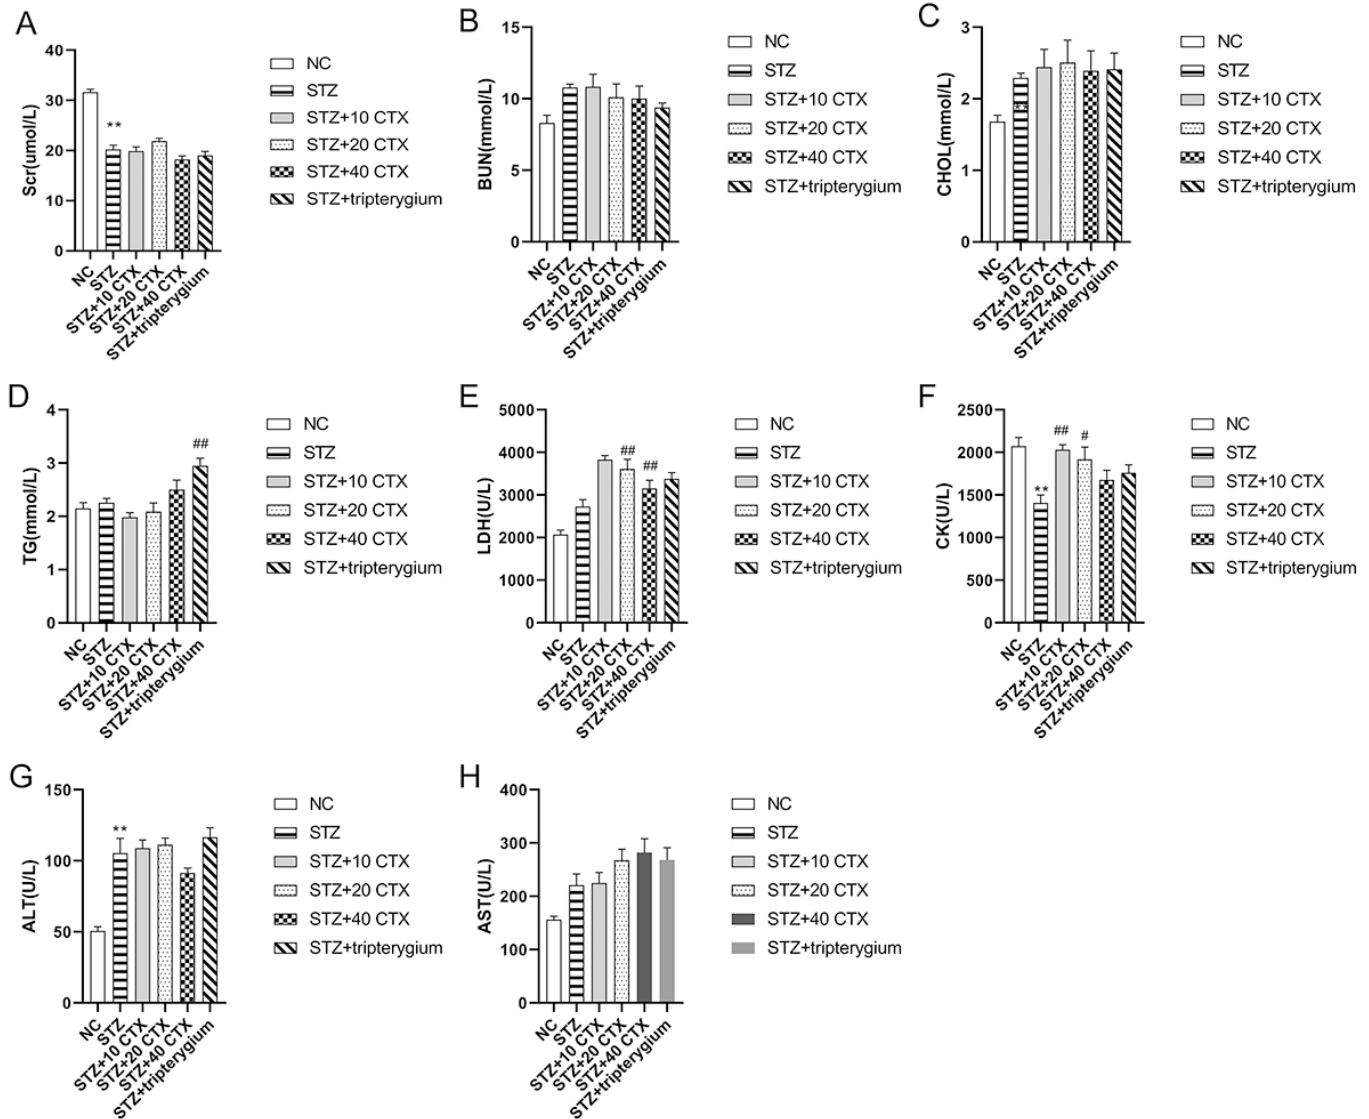 A
Scr(umol/L)
40
30
20
10
0
**
NC
STZ
STZ+10 CTX
STZ+20 CTX
STZ+40 CTX
STZ+tripterygium
NC
STZ
STZ+10 CTX
STZ+20 CTX
STZ+40 CTX
STZ+tripterygium
B
BUN(mmol/L)
15
10
5
0
NC
STZ
STZ+10 CTX
STZ+20 CTX
STZ+40 CTX
STZ+tripterygium
NC
STZ
STZ+10 CTX
STZ+20 CTX
STZ+40 CTX
STZ+tripterygium
C
CHOL(mmol/L)
3
2
1
0
**
NC
STZ
STZ+10 CTX
STZ+20 CTX
STZ+40 CTX
STZ+tripterygium
NC
STZ
STZ+10 CTX
STZ+20 CTX
STZ+40 CTX
STZ+tripterygium
D
TG(mmol/L)
4
3
2
1
0
##
NC
STZ
STZ+10 CTX
STZ+20 CTX
STZ+40 CTX
STZ+tripterygium
NC
STZ
STZ+10 CTX
STZ+20 CTX
STZ+40 CTX
STZ+tripterygium
E
LDH(U/L)
5000
4000
3000
2000
1000
0
##
##
NC
STZ
STZ+10 CTX
STZ+20 CTX
STZ+40 CTX
STZ+tripterygium
NC
STZ
STZ+10 CTX
STZ+20 CTX
STZ+40 CTX
STZ+tripterygium
F
CK(U/L)
2500
2000
1500
1000
500
0
**
##
#
NC
STZ
STZ+10 CTX
STZ+20 CTX
STZ+40 CTX
STZ+tripterygium
NC
STZ
STZ+10 CTX
STZ+20 CTX
STZ+40 CTX
STZ+tripterygium
G
ALT(U/L)
150
100
50
0
**
NC
STZ
STZ+10 CTX
STZ+20 CTX
STZ+40 CTX
STZ+tripterygium
NC
STZ
STZ+10 CTX
STZ+20 CTX
STZ+40 CTX
STZ+tripterygium
H
AST(U/L)
400
300
200
100
0
NC
STZ
STZ+10 CTX
STZ+20 CTX
STZ+40 CTX
STZ+tripterygium
NC
STZ
STZ+10 CTX
STZ+20 CTX
STZ+40 CTX
STZ+tripterygium